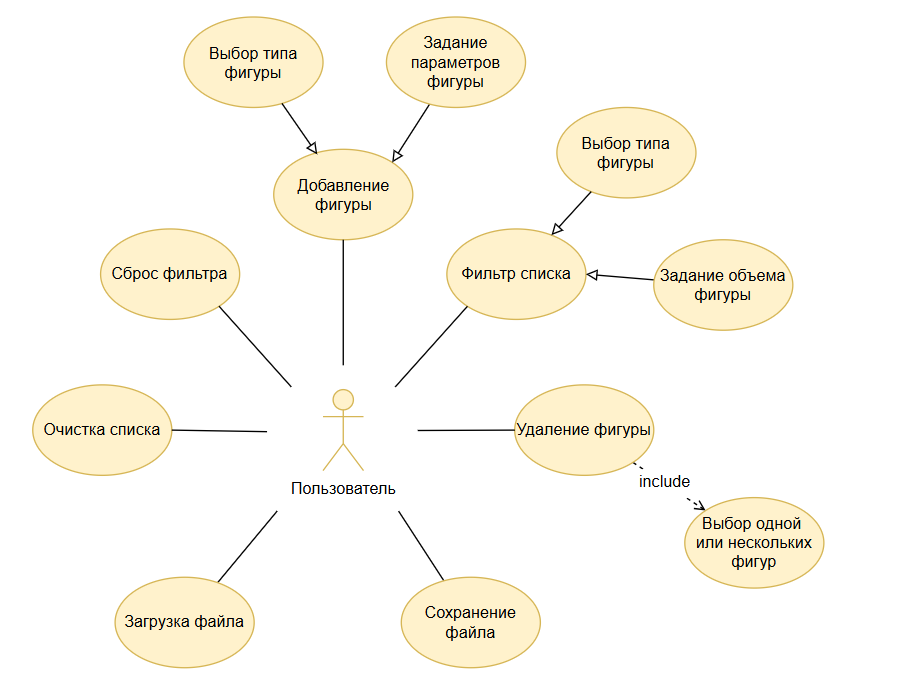 Выбор типа
фигуры
Задание
параметров
фигуры
Выбор типа
фигуры
Добавление
фигуры
Сброс фильтра
Фильтр списка
Задание объема
фигуры
Очистка списка
Удаление фигуры
include
Пользователь
Выбор одной
или нескольких
фигур
Загрузка файла
Сохранение
файла